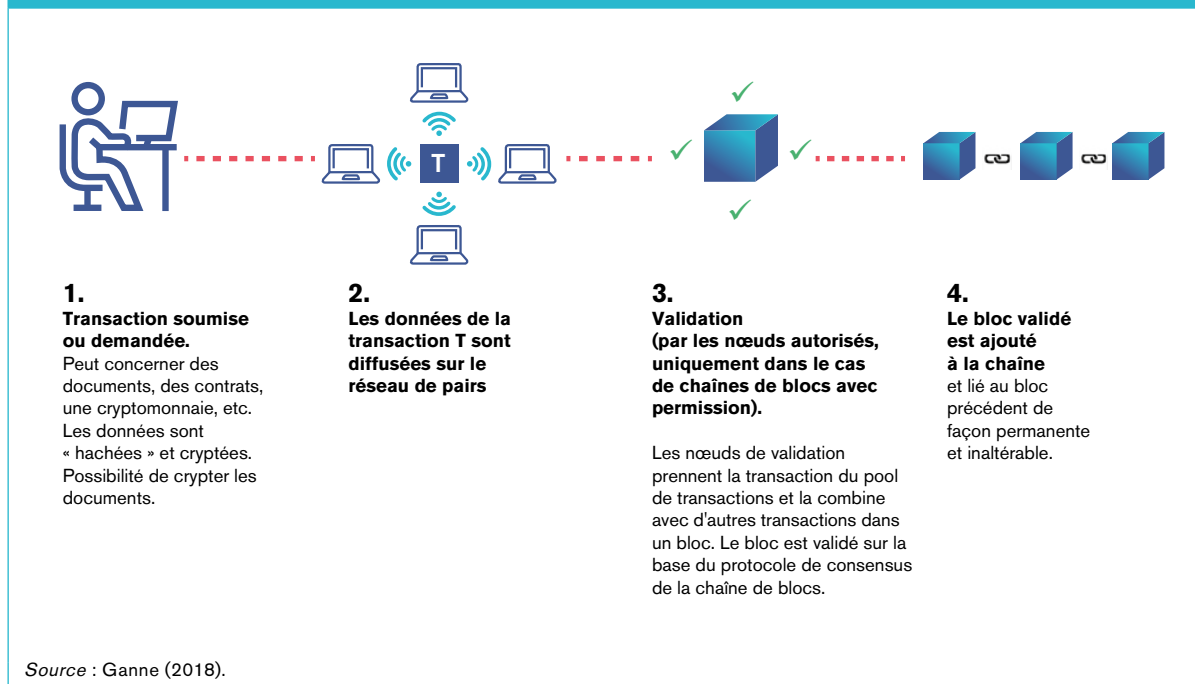 T
1.
Transaction soumise
ou demandée.
Peut concerner des
documents, des contrats,
une cryptomonnaie, etc.
Les données sont
« hachées » et cryptées.
Possibilité de crypter les
documents.
2.
Les données de la
transaction T sont
diffusées sur le
réseau de pairs
3.
Validation
(par les nœuds autorisés,
uniquement dans le cas
de chaînes de blocs avec
permission).
Les nœuds de validation
prennent la transaction du pool
de transactions et la combine
avec d'autres transactions dans
un bloc. Le bloc est validé sur la
base du protocole de consensus
de la chaîne de blocs.
4.
Le bloc validé
est ajouté
à la chaîne
et lié au bloc
précédent de
façon permanente
et inaltérable.
Source : Ganne (2018).